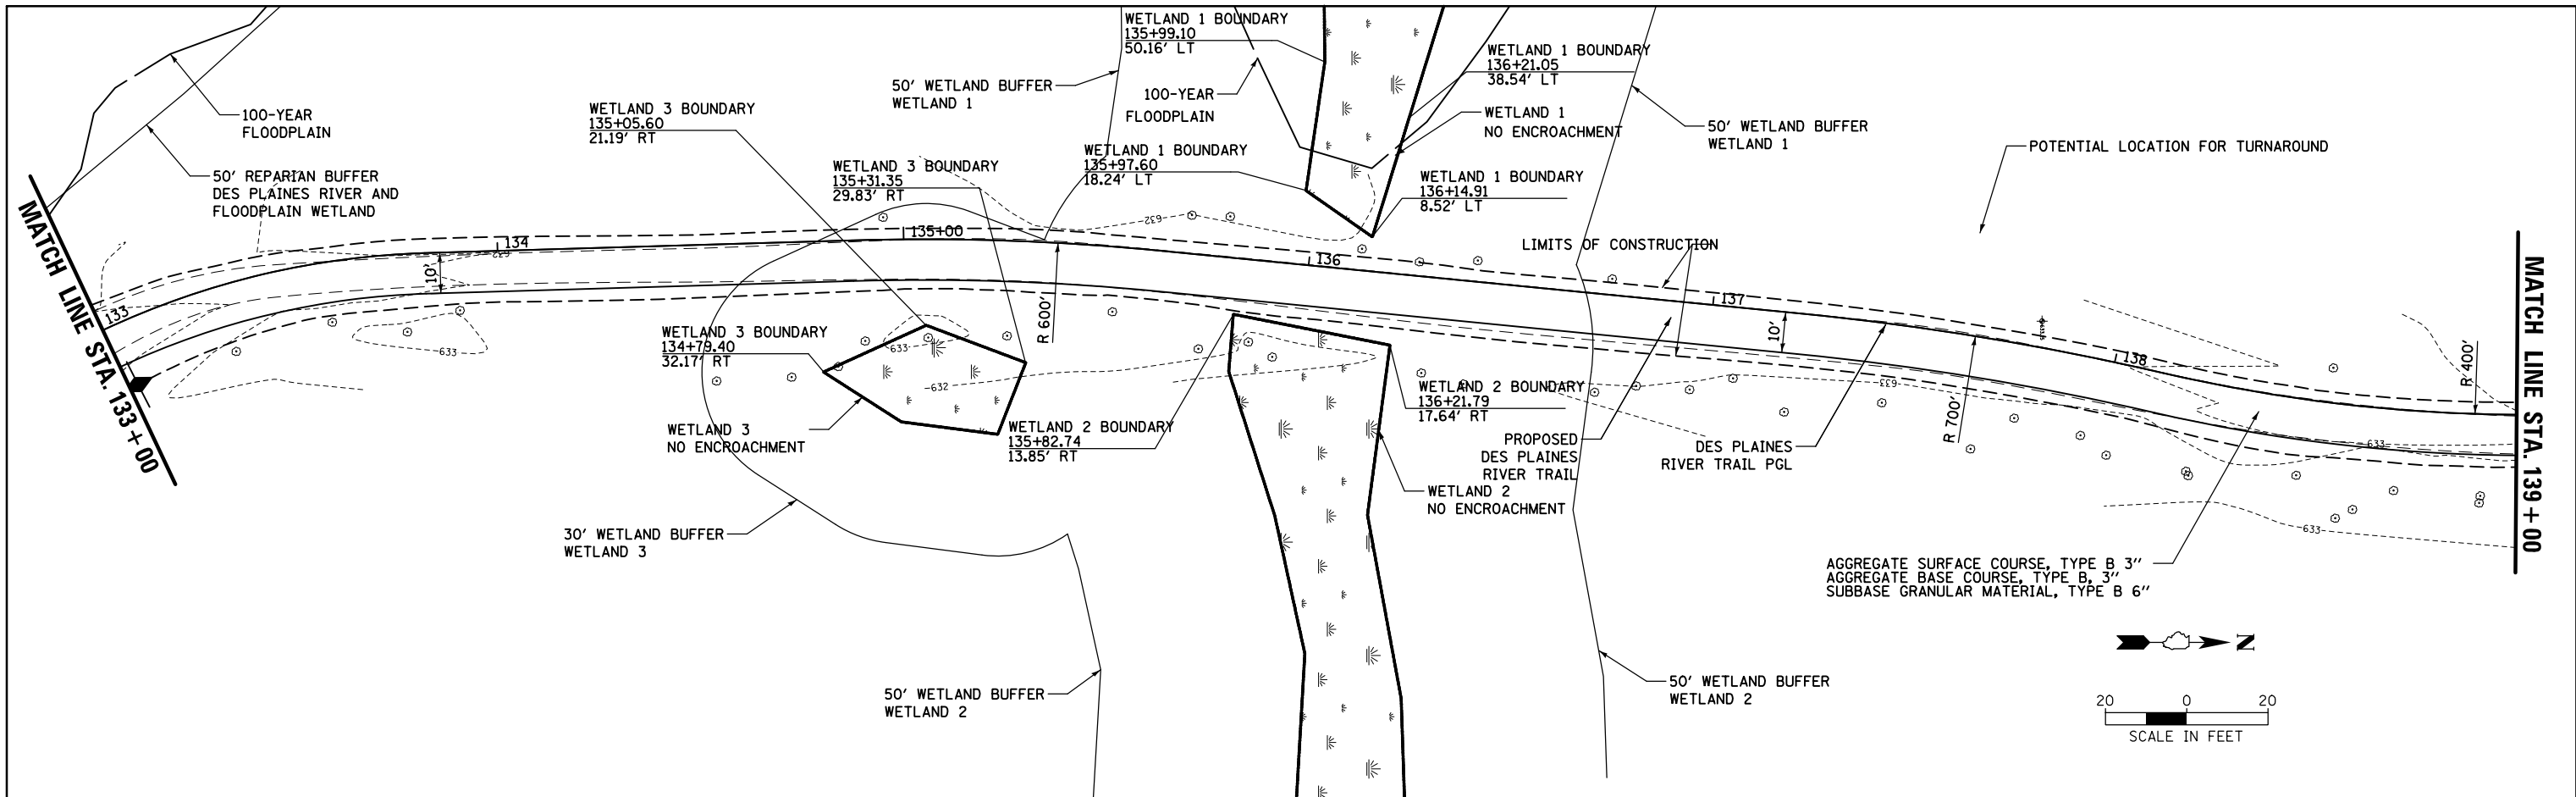 WETLAND 1 BOUNDARY
135+99.10
50.16' LT
WETLAND 1 BOUNDARY
136+21.05
38.54' LT
50' WETLAND BUFFER
WETLAND 1
100-YEAR
FLOODPLAIN
WETLAND 3 BOUNDARY
135+05.60
21.19' RT
100-YEAR
FLOODPLAIN
WETLAND 1
NO ENCROACHMENT
50' WETLAND BUFFER
WETLAND 1
POTENTIAL LOCATION FOR TURNAROUND
WETLAND 1 BOUNDARY
135+97.60
18.24' LT
WETLAND 3 BOUNDARY
135+31.35
29.83' RT
50' REPARIAN BUFFER
DES PLAINES RIVER AND
FLOODPLAIN WETLAND
WETLAND 1 BOUNDARY
136+14.91
8.52' LT
MATCH LINE STA. 133+00
133
134
135+00
136
137
138
632
632
10'
R 600'
LIMITS OF CONSTRUCTION
10'
R 700'
R 400'
MATCH LINE STA. 139+00
633
633
632
633
633
633
WETLAND 3 BOUNDARY
134+79.40
32.17' RT
WETLAND 3
NO ENCROACHMENT
WETLAND 2 BOUNDARY
135+82.74
13.85' RT
WETLAND 2 BOUNDARY
136+21.79
17.64' RT
PROPOSED
DES PLAINES
RIVER TRAIL
DES PLAINES
RIVER TRAIL PGL
WETLAND 2
NO ENCROACHMENT
30' WETLAND BUFFER
WETLAND 3
AGGREGATE SURFACE COURSE, TYPE B 3"
AGGREGATE BASE COURSE, TYPE B, 3"
SUBBASE GRANULAR MATERIAL, TYPE B 6"
50' WETLAND BUFFER
WETLAND 2
50' WETLAND BUFFER
WETLAND 2
N
20 0 20
SCALE IN FEET